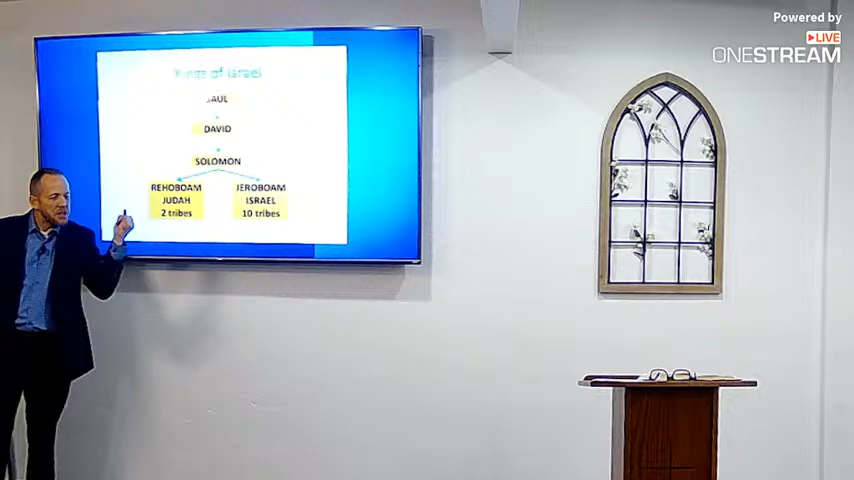 Powered by
LIVE
ONESTREAM
Kings of Israel
SAUL
DAVID
SOLOMON
REHOBOAM JEROBOAM
JUDAH ISRAEL
2 tribes 10 tribes